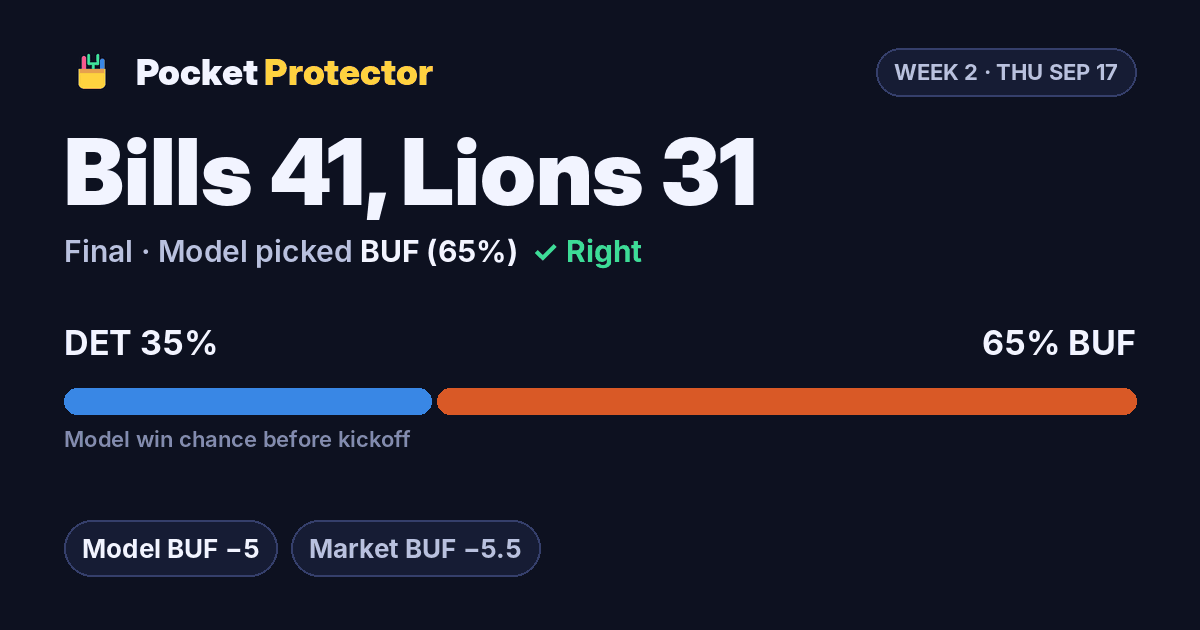 Pocket Protector
WEEK 2 · THU SEP 17
Bills 41, Lions 31
Final · Model picked BUF (65%) ✓ Right
DET 35%
65% BUF
Model win chance before kickoff
Model BUF −5
Market BUF −5.5